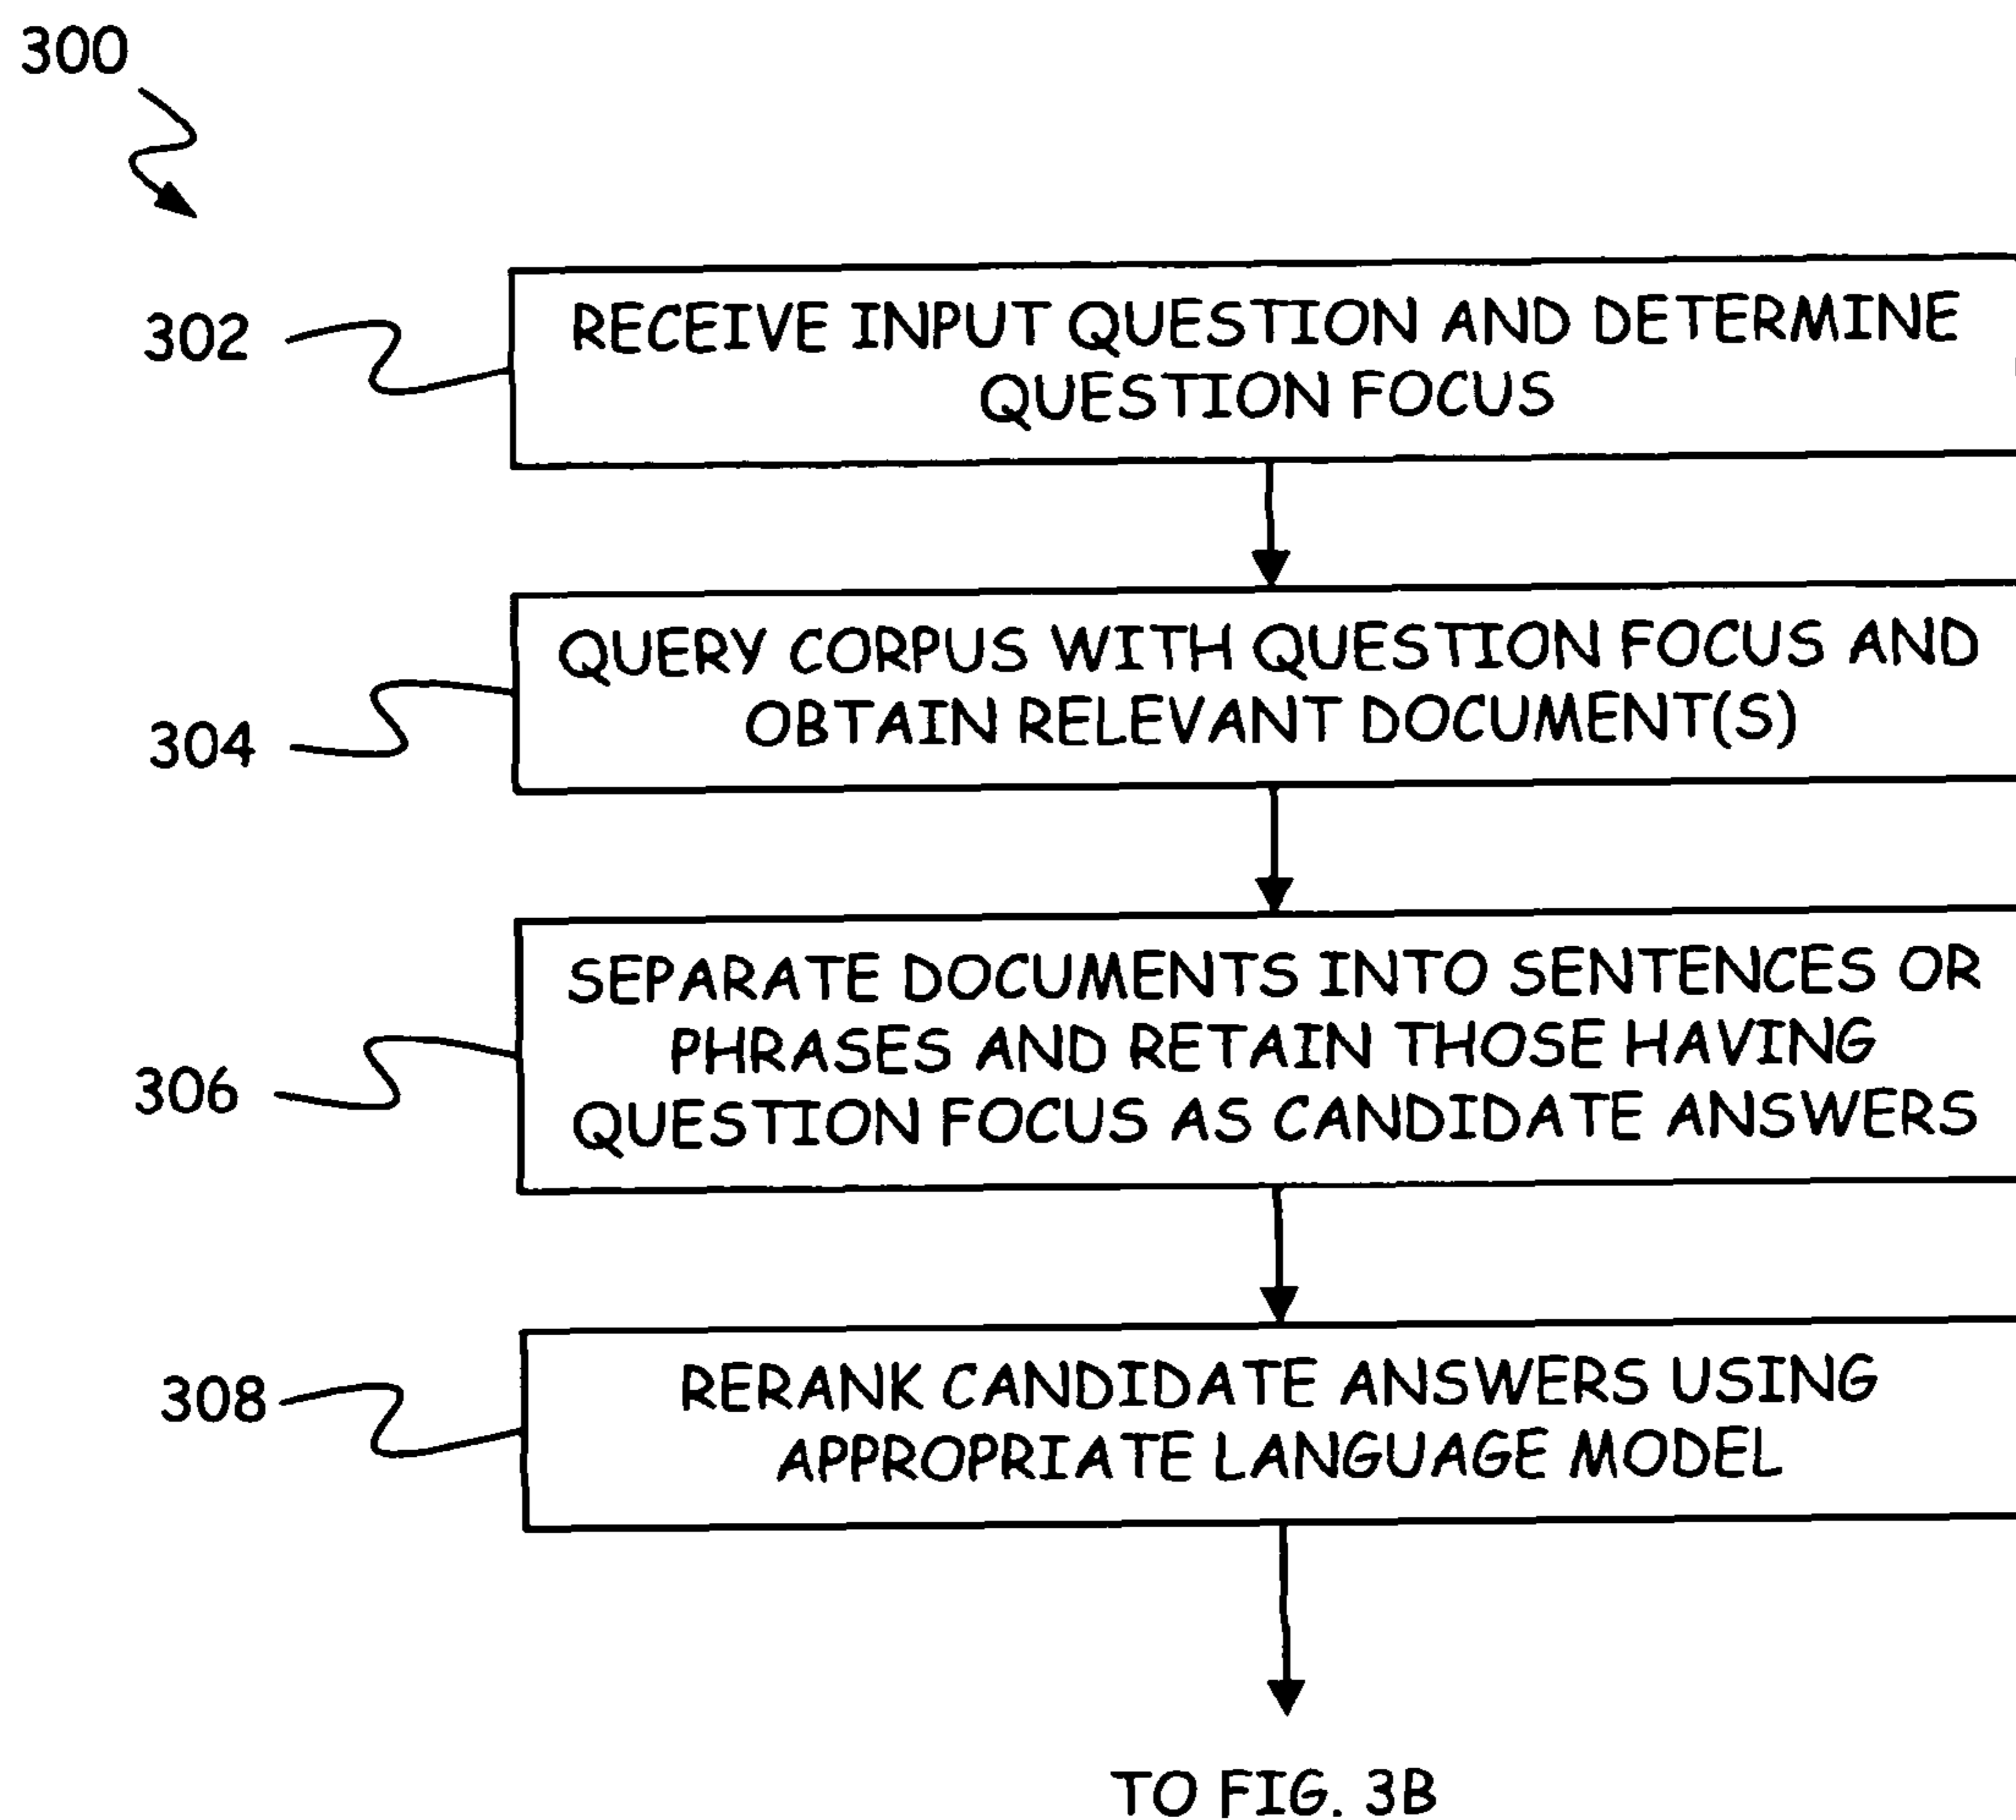 300
302
RECEIVE INPUT QUESTION AND DETERMINE
QUESTION FOCUS
304
QUERY CORPUS WITH QUESTION FOCUS AND
OBTAIN RELEVANT DOCUMENT(S)
306
SEPARATE DOCUMENTS INTO SENTENCES OR
PHRASES AND RETAIN THOSE HAVING
QUESTION FOCUS AS CANDIDATE ANSWERS
308
RERANK CANDIDATE ANSWERS USING
APPROPRIATE LANGUAGE MODEL
TO FIG. 3B